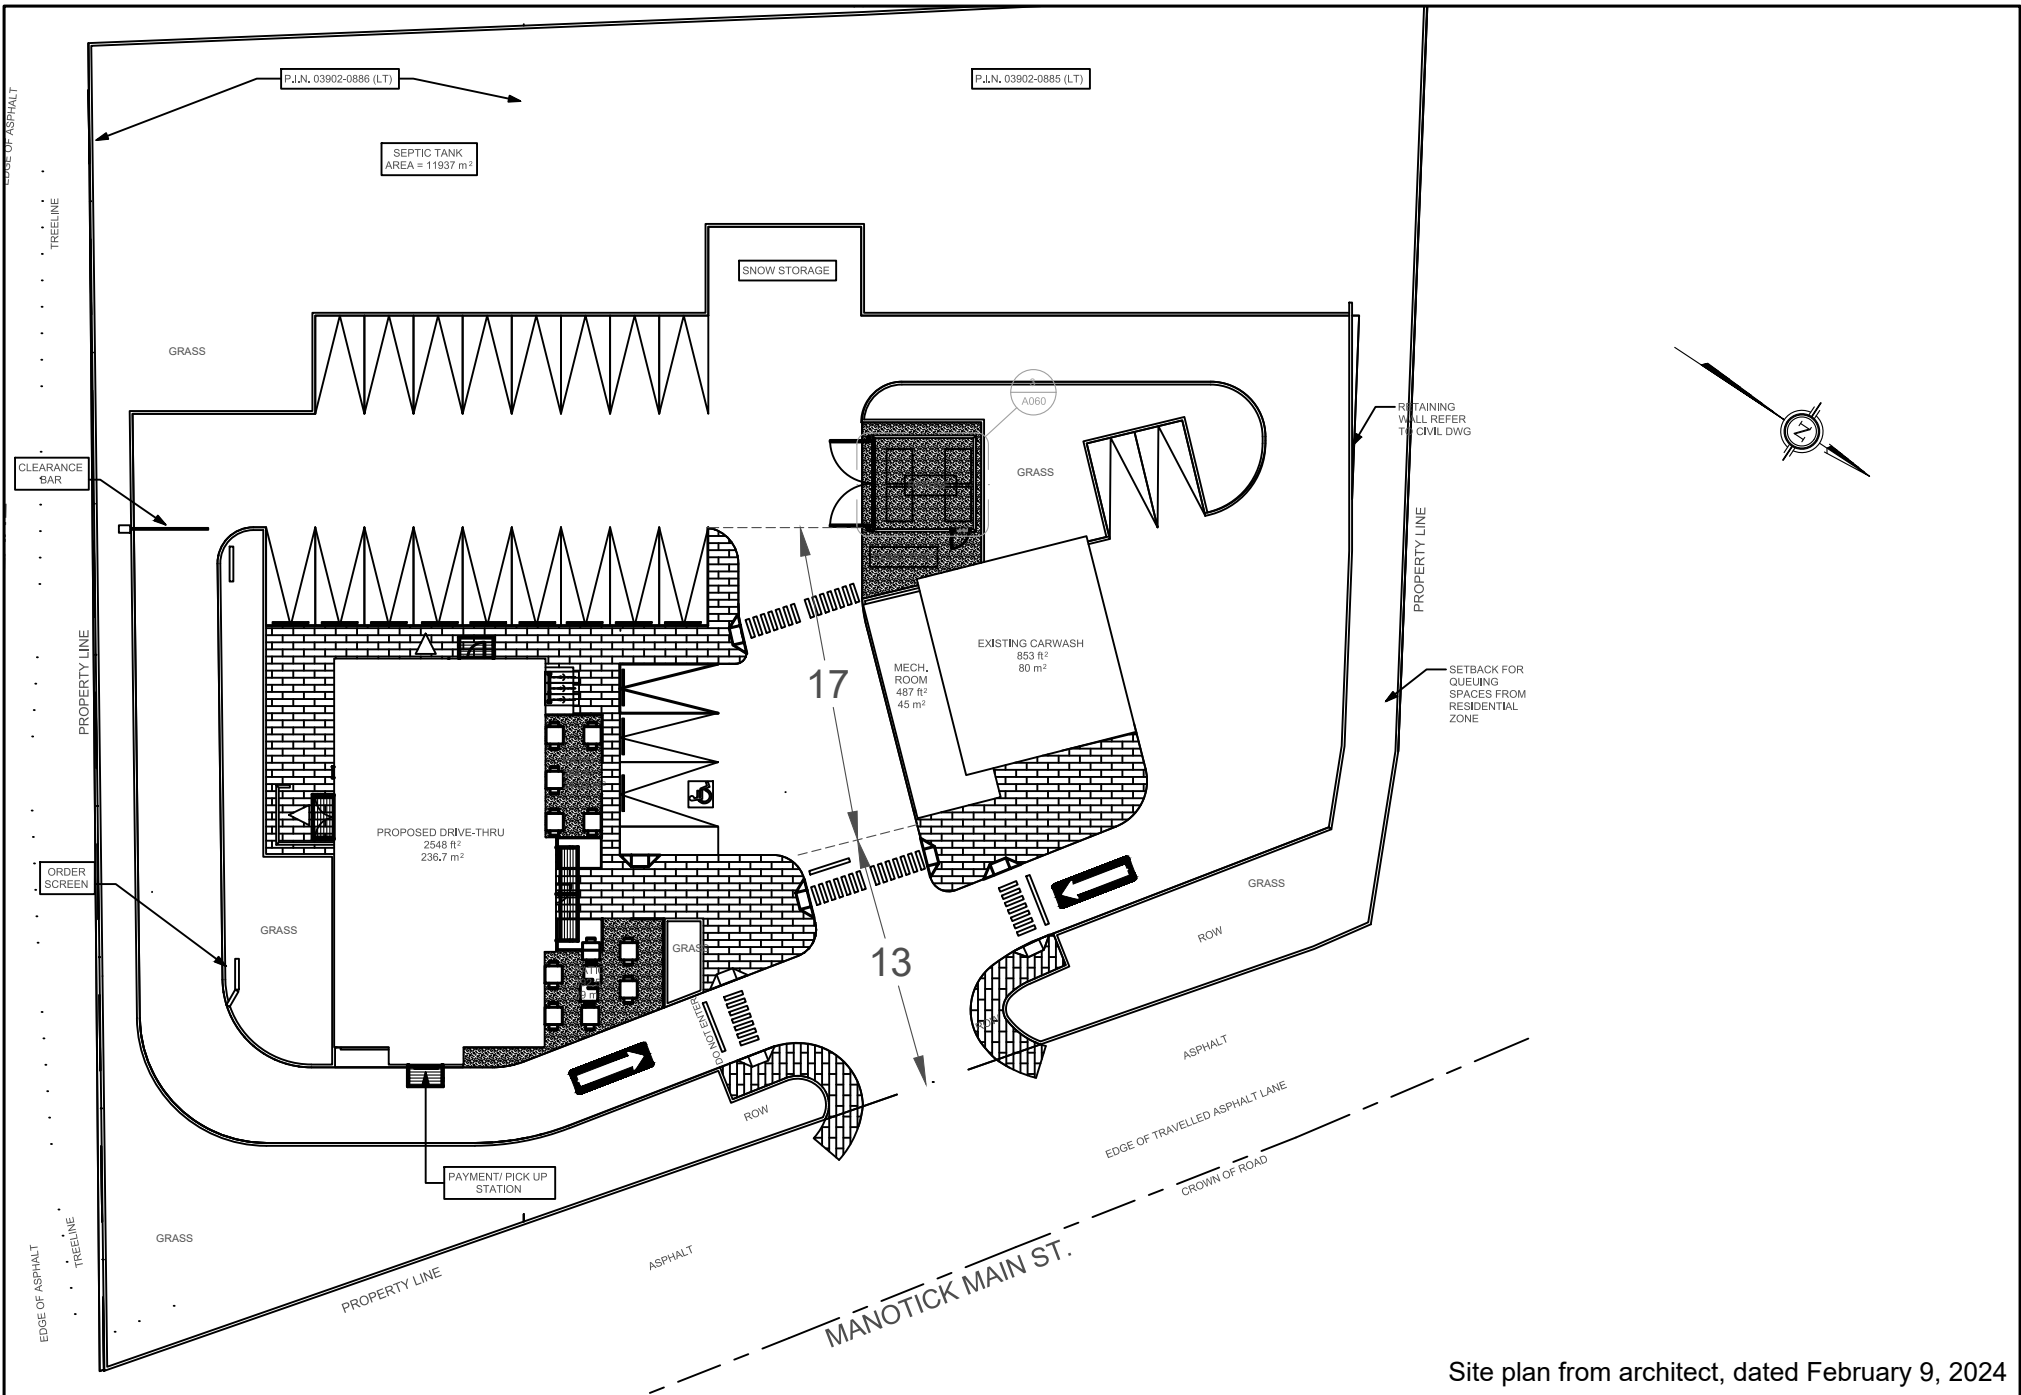 P.I.N. 03902-0886 (LT)
P.I.N. 03902-0885 (LT)
EDGE OF ASPHALT
SEPTIC TANK
AREA = 11937 m²
TREELINE
SNOW STORAGE
GRASS
A060
RETAINING
WALL REFER
TO CIVIL DWG
N
CLEARANCE
BAR
GRASS
PROPERTY LINE
PROPERTY LINE
EXISTING CARWASH
853 ft²
80 m²
MECH.
ROOM
487 ft²
45 m²
17
SETBACK FOR
QUEUING
SPACES FROM
RESIDENTIAL
ZONE
PROPOSED DRIVE-THRU
2548 ft²
236.7 m²
ORDER
SCREEN
GRASS
GRASS
GRASS
ROW
13
DO NOT ENTER
ROW
ASPHALT
ROW
EDGE OF TRAVELLED ASPHALT LANE
CROWN OF ROAD
PAYMENT/ PICK UP
STATION
GRASS
TREELINE
EDGE OF ASPHALT
PROPERTY LINE
ASPHALT
MANOTICK MAIN ST.
Site plan from architect, dated February 9, 2024